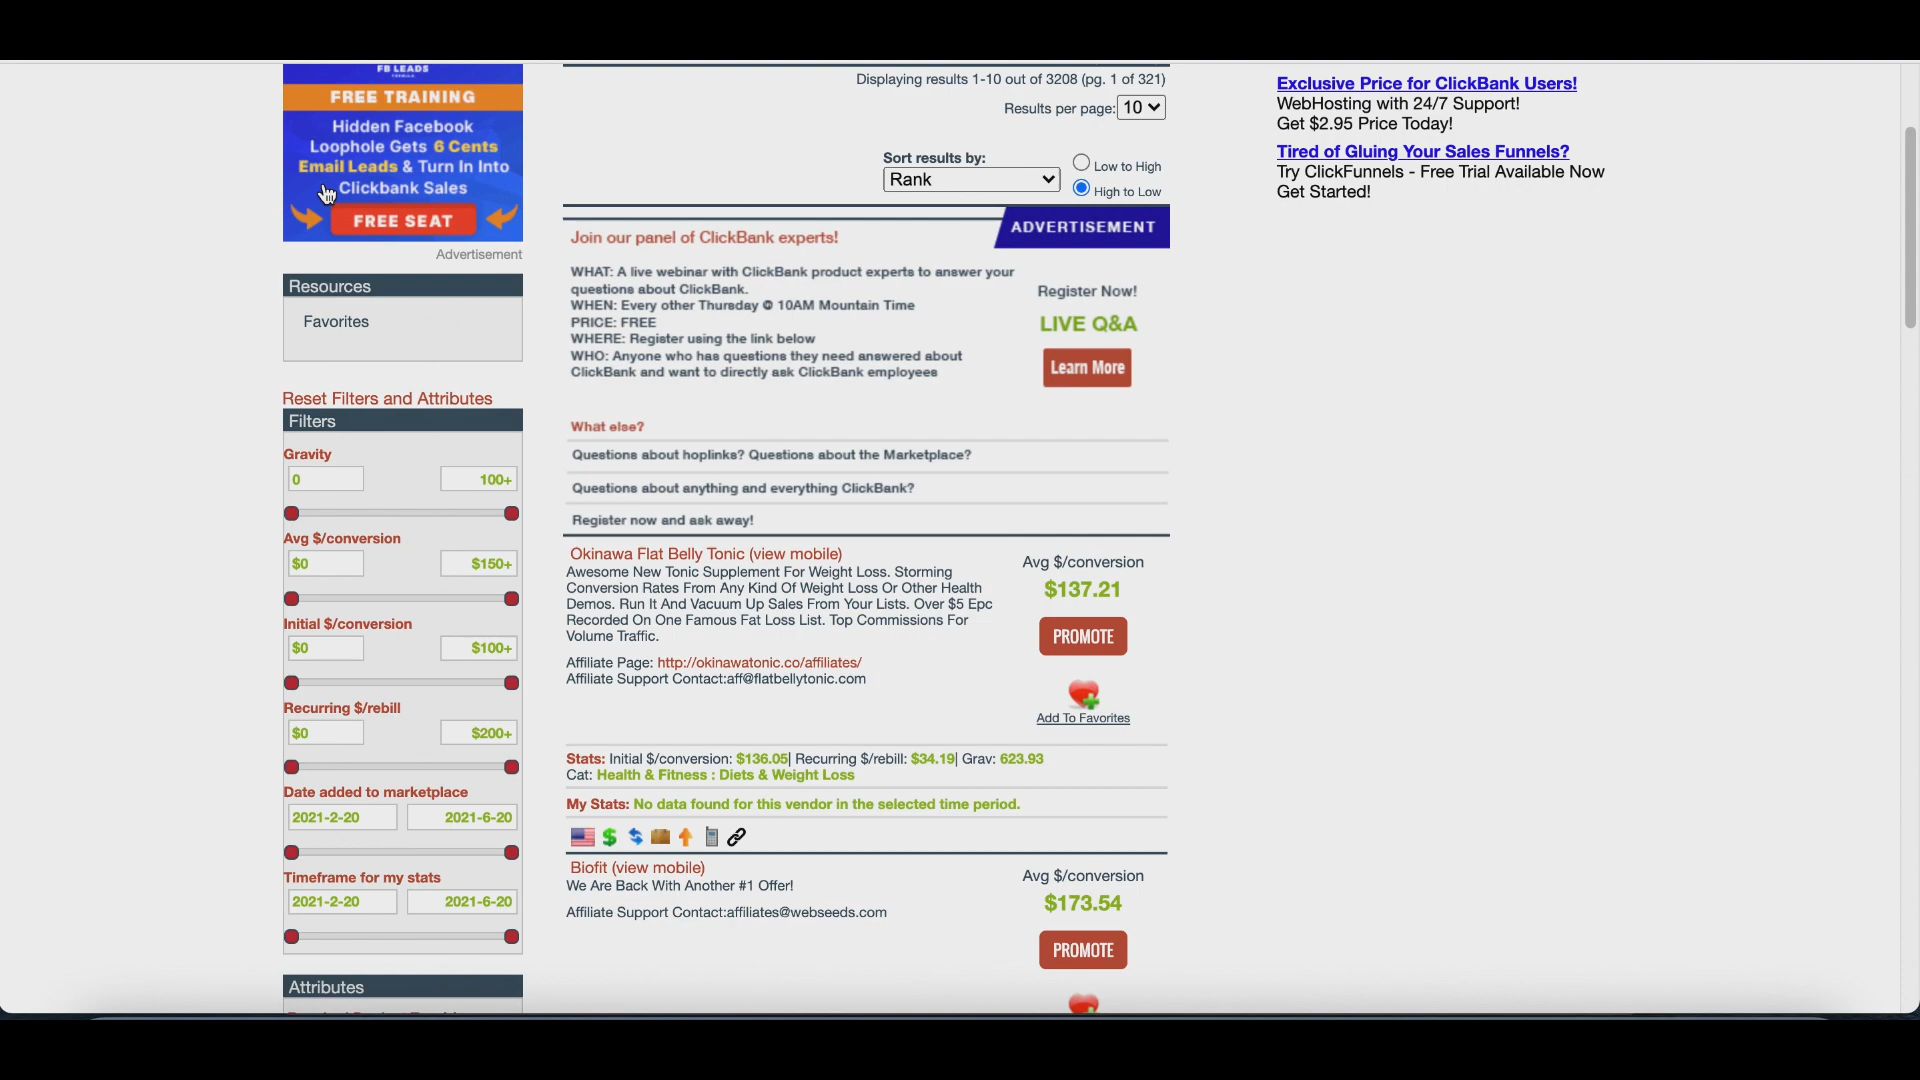 FB LEADS
FORMULA
FREE TRAINING
Hidden Facebook
Loophole Gets 6 Cents
Email Leads & Turn In Into
Clickbank Sales
FREE SEAT
Advertisement
Resources
Favorites
Reset Filters and Attributes
Filters
Gravity
0
100+
Avg $/conversion
$0
$150+
Initial $/conversion
$0
$100+
Recurring $/rebill
$0
$200+
Date added to marketplace
2021-2-20
2021-6-20
Timeframe for my stats
2021-2-20
2021-6-20
Attributes
Displaying results 1-10 out of 3208 (pg. 1 of 321)
Results per page: 10
Sort results by:
Rank
Low to High
High to Low
ADVERTISEMENT
Join our panel of ClickBank experts!
WHAT: A live webinar with ClickBank product experts to answer your
questions about ClickBank.
WHEN: Every other Thursday @ 10AM Mountain Time
PRICE: FREE
WHERE: Register using the link below
WHO: Anyone who has questions they need answered about
ClickBank and want to directly ask ClickBank employees
Register Now!
LIVE Q&A
Learn More
What else?
Questions about hoplinks? Questions about the Marketplace?
Questions about anything and everything ClickBank?
Register now and ask away!
Okinawa Flat Belly Tonic (view mobile)
Awesome New Tonic Supplement For Weight Loss. Storming
Conversion Rates From Any Kind Of Weight Loss Or Other Health
Demos. Run It And Vacuum Up Sales From Your Lists. Over $5 Epc
Recorded On One Famous Fat Loss List. Top Commissions For
Volume Traffic.
Affiliate Page: http://okinawatonic.co/affiliates/
Affiliate Support Contact:aff@flatbellytonic.com
Avg $/conversion
$137.21
PROMOTE
Add To Favorites
Stats: Initial $/conversion: $136.05| Recurring $/rebill: $34.19| Grav: 623.93
Cat: Health & Fitness : Diets & Weight Loss
My Stats: No data found for this vendor in the selected time period.
Biofit (view mobile)
We Are Back With Another #1 Offer!
Affiliate Support Contact:affiliates@webseeds.com
Avg $/conversion
$173.54
PROMOTE
Exclusive Price for ClickBank Users!
WebHosting with 24/7 Support!
Get $2.95 Price Today!
Tired of Gluing Your Sales Funnels?
Try ClickFunnels - Free Trial Available Now
Get Started!